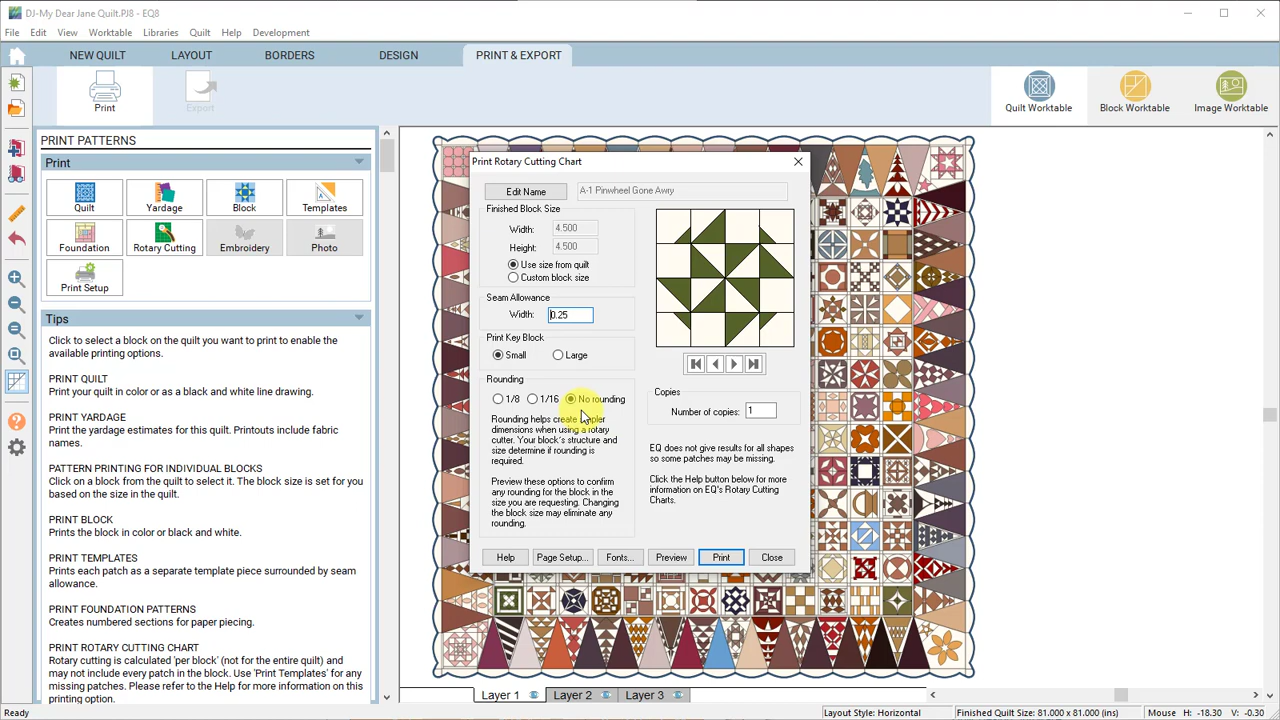 DJ-My Dear Jane Quilt.PJ8 - EQ8
File Edit View Worktable Libraries Quilt Help Development
NEW QUILT LAYOUT BORDERS DESIGN PRINT & EXPORT
Print Export Quilt Worktable Block Worktable Image Worktable
PRINT PATTERNS
Print
Quilt Yardage Block Templates
Foundation Rotary Cutting Embroidery Photo
Print Setup
Tips
Click to select a block on the quilt you want to print to enable the
available printing options.
PRINT QUILT
Print your quilt in color or as a black and white line drawing.
PRINT YARDAGE
Print the yardage estimates for this quilt. Printouts include fabric
names.
PATTERN PRINTING FOR INDIVIDUAL BLOCKS
Click on a block from the quilt to select it. The block size is set for you
based on the size in the quilt.
PRINT BLOCK
Prints the block in color or black and white.
PRINT TEMPLATES
Prints each patch as a separate template piece surrounded by seam
allowance.
PRINT FOUNDATION PATTERNS
Creates numbered sections for paper piecing.
PRINT ROTARY CUTTING CHART
Rotary cutting is calculated 'per block' (not for the entire quilt) and
may not include every patch in the block. Use 'Print Templates' for any
missing patches. Please refer to the Help for more information on this
printing option.
Print Rotary Cutting Chart
Edit Name A-1 Pinwheel Gone Awry
Finished Block Size
Width: 4.500
Height: 4.500
Use size from quilt
Custom block size
Seam Allowance
Width: 0.25
Print Key Block
Small Large
Rounding
1/8 1/16 No rounding
Rounding helps create simpler
dimensions when using a rotary
cutter. Your block's structure and
size determine if rounding is
required.
Preview these options to confirm
any rounding for the block in the
size you are requesting. Changing
the block size may eliminate any
rounding.
Copies
Number of copies: 1
EQ does not give results for all shapes
so some patches may be missing.
Click the Help button below for more
information on EQ's Rotary Cutting
Charts.
Help Page Setup... Fonts... Preview Print Close
Layer 1 Layer 2 Layer 3
Ready Layout Style: Horizontal Finished Quilt Size: 81.000 x 81.000 (ins) Mouse H: -18.30 V: -0.30